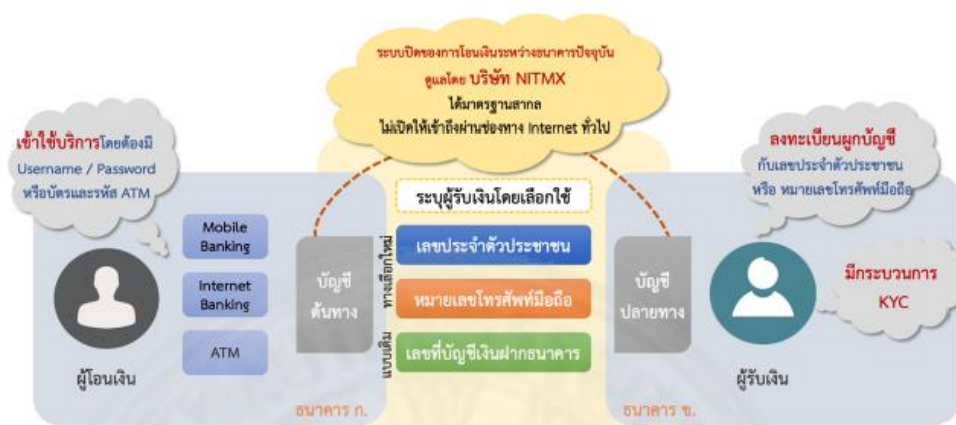 ระบบปิดของการโอนเงินระหว่างธนาคารปัจจุบัน
ดูแลโดย บริษัท NITMX
ได้มาตรฐานสากล
ไม่เปิดให้เข้าถึงผ่านช่องทาง Internet ทั่วไป
เข้าใช้บริการโดยต้องมี
Username / Password
หรือบัตรและรหัส ATM
ลงทะเบียนผูกบัญชี
กับเลขประจำตัวประชาชน
หรือ หมายเลขโทรศัพท์มือถือ
ระบุผู้รับเงินโดยเลือกใช้
Mobile
Banking
Internet
Banking
ATM
บัญชี
ต้นทาง
ทางเลือกใหม่
เลขประจำตัวประชาชน
หมายเลขโทรศัพท์มือถือ
แบบเดิม
เลขที่บัญชีเงินฝากธนาคาร
บัญชี
ปลายทาง
มีกระบวนการ
KYC
ผู้โอนเงิน
ผู้รับเงิน
ธนาคาร ก.
ธนาคาร ข.